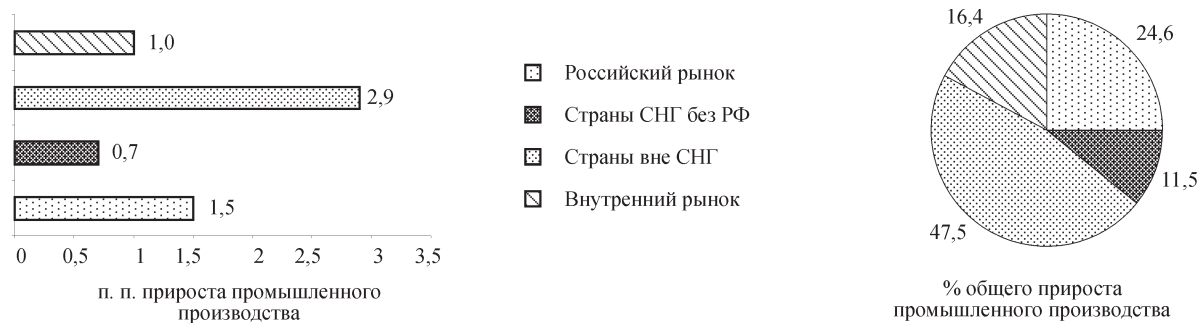 1,0
2,9
0,7
1,5
0 0,5 1 1,5 2 2,5 3 3,5
п. п. прироста промышленного
производства
Российский рынок
Страны СНГ без РФ
Страны вне СНГ
Внутренний рынок
16,4
24,6
11,5
47,5
% общего прироста
промышленного производства